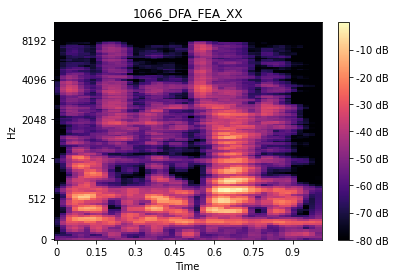 1066_DFA_FEA_XX
Hz
8192
4096
2048
1024
512
0
0
0.15
0.3
0.45
0.6
0.75
0.9
Time
-10 dB
-20 dB
-30 dB
-40 dB
-50 dB
-60 dB
-70 dB
-80 dB